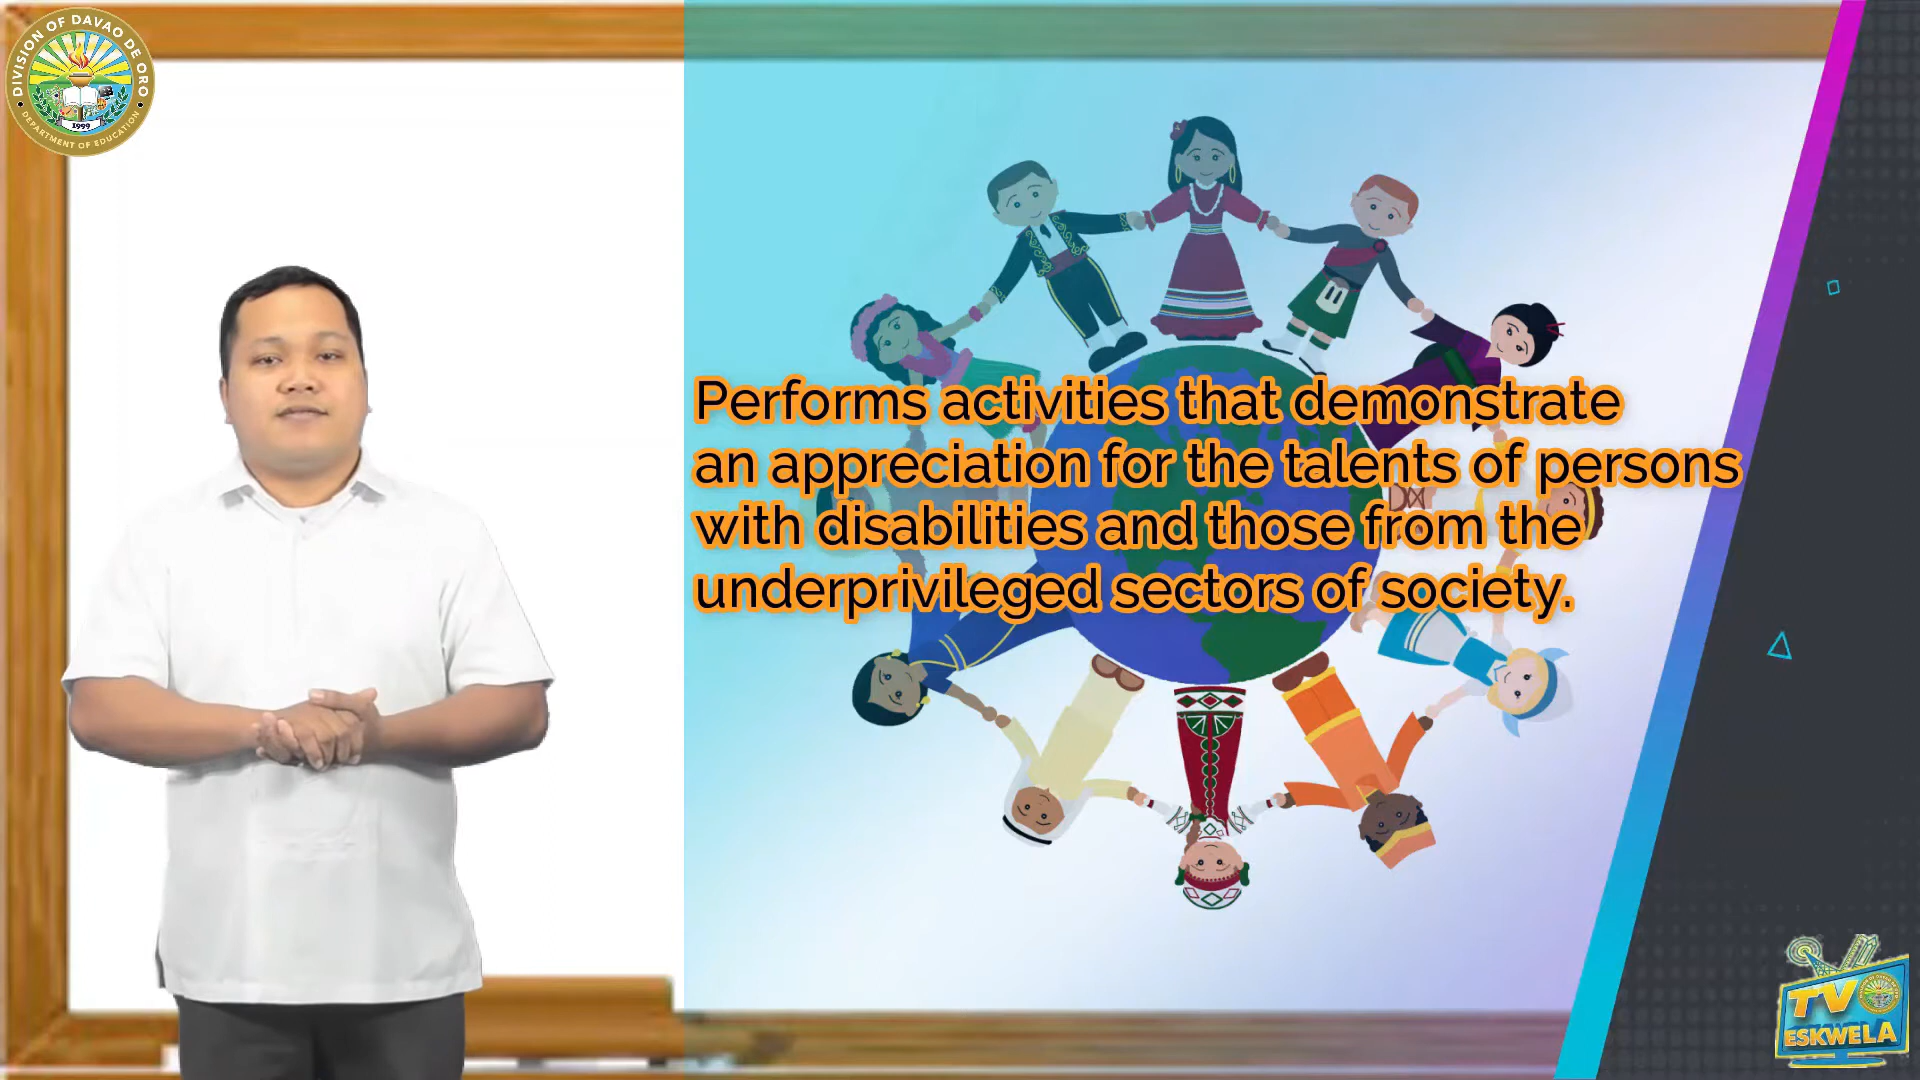 DIVISION OF DAVAO DE ORO
DEPARTMENT OF EDUCATION
1999
Performs activities that demonstrate
an appreciation for the talents of persons
with disabilities and those from the
underprivileged sectors of society.
TV
ESKWELA